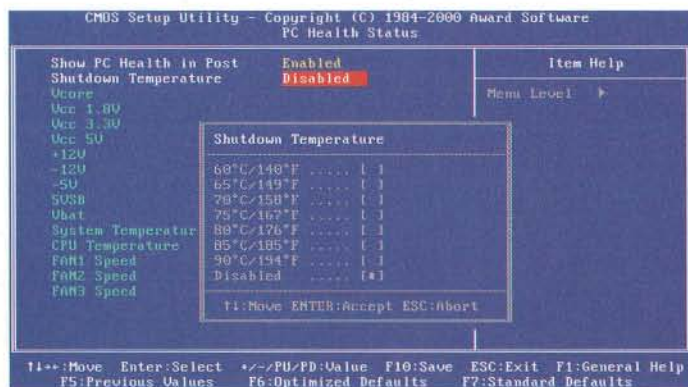 CMOS Setup Utility - Copyright (C) 1984-2000 Award Software
PC Health Status
Show PC Health in Post Enabled
Shutdown Temperature Disabled
Vcore
Vcc 1.8V
Vcc 3.3V
Vcc 5V
+12V
-12V
-5V
5VSB
Vbat
System Temperatur
CPU Temperature
FAN1 Speed
FAN2 Speed
FAN3 Speed
Item Help
Menu Level ▸
Shutdown Temperature
60°C/140°F ..... [ ]
65°C/149°F ..... [ ]
70°C/158°F ..... [ ]
75°C/167°F ..... [ ]
80°C/176°F ..... [ ]
85°C/185°F ..... [ ]
90°C/194°F ..... [ ]
Disabled ..... [▪]
↑↓:Move ENTER:Accept ESC:Abort
↑↓→←:Move Enter:Select +/-/PU/PD:Value F10:Save ESC:Exit F1:General Help
F5:Previous Values F6:Optimized Defaults F7:Standard Defaults